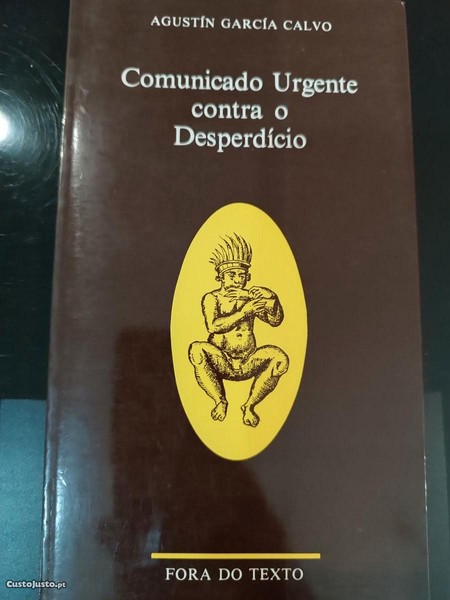 AGUSTÍN GARCÍA CALVO
Comunicado Urgente
contra o
Desperdício
FORA DO TEXTO
CustoJusto.pt